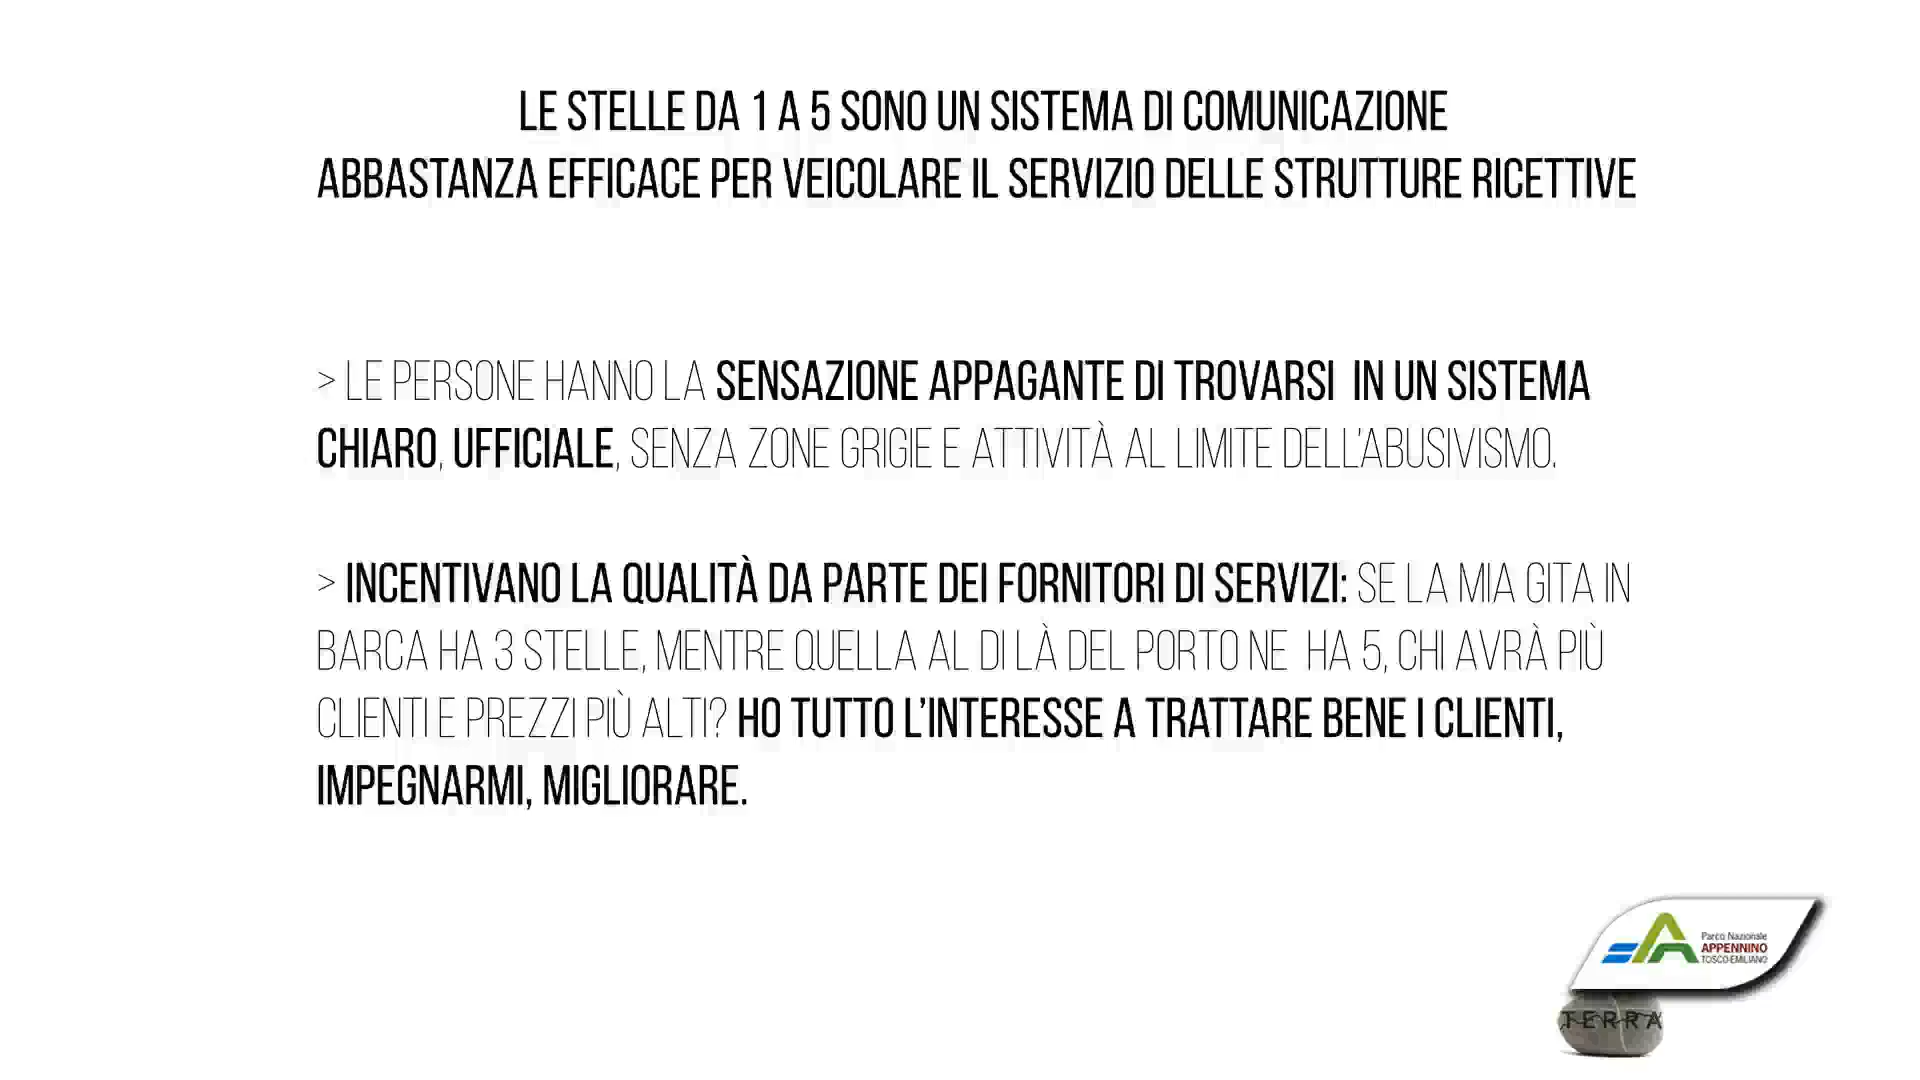 LE STELLE DA 1 A 5 SONO UN SISTEMA DI COMUNICAZIONE
ABBASTANZA EFFICACE PER VEICOLARE IL SERVIZIO DELLE STRUTTURE RICETTIVE
> LE PERSONE HANNO LA SENSAZIONE APPAGANTE DI TROVARSI IN UN SISTEMA
CHIARO, UFFICIALE, SENZA ZONE GRIGIE E ATTIVITÀ AL LIMITE DELL'ABUSIVISMO.
> INCENTIVANO LA QUALITÀ DA PARTE DEI FORNITORI DI SERVIZI: SE LA MIA GITA IN
BARCA HA 3 STELLE, MENTRE QUELLA AL DI LÀ DEL PORTO NE HA 5, CHI AVRÀ PIÙ
CLIENTI E PREZZI PIÙ ALTI? HO TUTTO L'INTERESSE A TRATTARE BENE I CLIENTI,
IMPEGNARMI, MIGLIORARE.
Parco Nazionale
APPENNINO
TOSCO-EMILIANO
TERRA